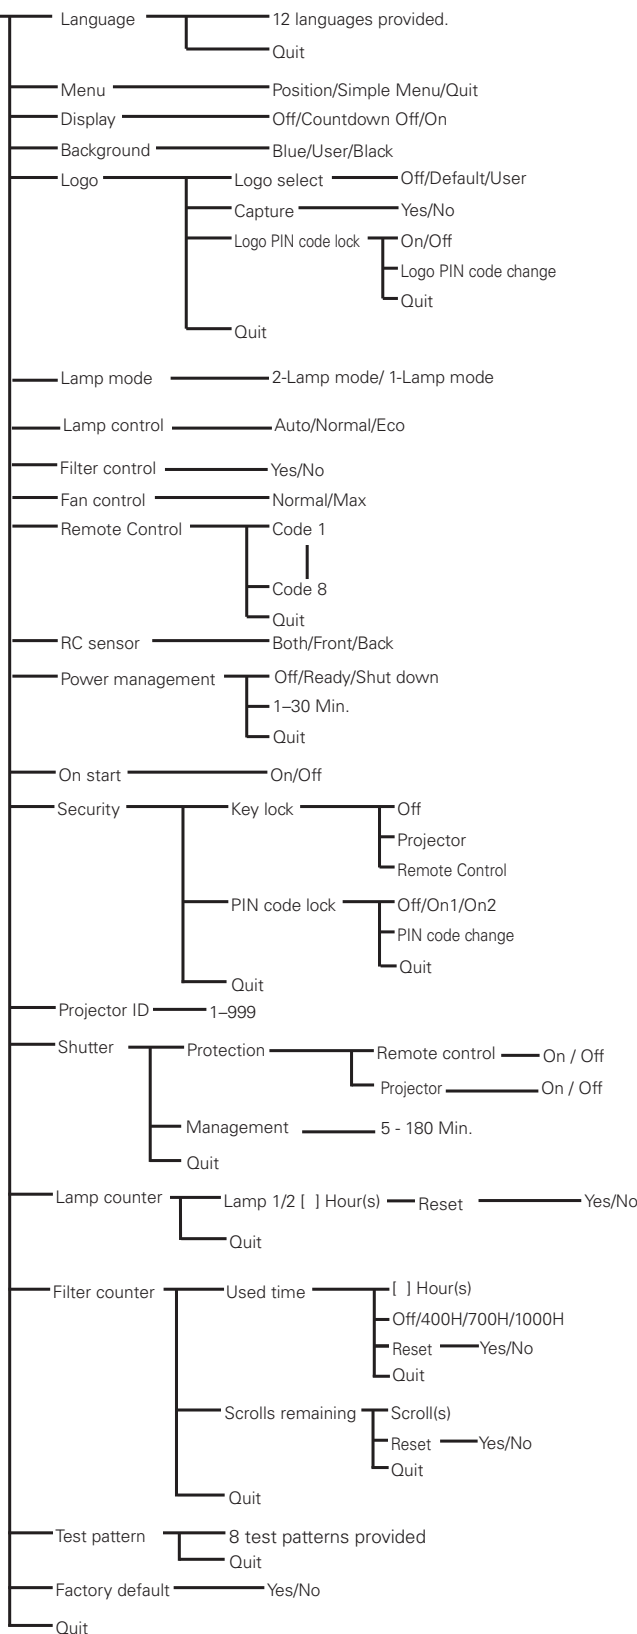 Language 12 languages provided.
Quit
Menu Position/Simple Menu/Quit
Display Off/Countdown Off/On
Background Blue/User/Black
Logo Logo select Off/Default/User
Capture Yes/No
Logo PIN code lock On/Off
Logo PIN code change
Quit
Quit
Lamp mode 2-Lamp mode/ 1-Lamp mode
Lamp control Auto/Normal/Eco
Filter control Yes/No
Fan control Normal/Max
Remote Control Code 1
Code 8
Quit
RC sensor Both/Front/Back
Power management Off/Ready/Shut down
1–30 Min.
Quit
On start On/Off
Security Key lock Off
Projector
Remote Control
PIN code lock Off/On1/On2
PIN code change
Quit
Quit
Projector ID 1–999
Shutter Protection Remote control On / Off
Projector On / Off
Management 5 - 180 Min.
Quit
Lamp counter Lamp 1/2 [ ] Hour(s) Reset Yes/No
Quit
Filter counter Used time [ ] Hour(s)
Off/400H/700H/1000H
Reset Yes/No
Quit
Scrolls remaining Scroll(s)
Reset Yes/No
Quit
Quit
Test pattern 8 test patterns provided
Quit
Factory default Yes/No
Quit